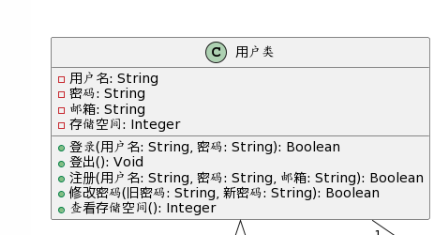 C 用户类
用户名: String
密码: String
邮箱: String
存储空间: Integer
登录(用户名: String, 密码: String): Boolean
登出(): Void
注册(用户名: String, 密码: String, 邮箱: String): Boolean
修改密码(旧密码: String, 新密码: String): Boolean
查看存储空间(): Integer
1